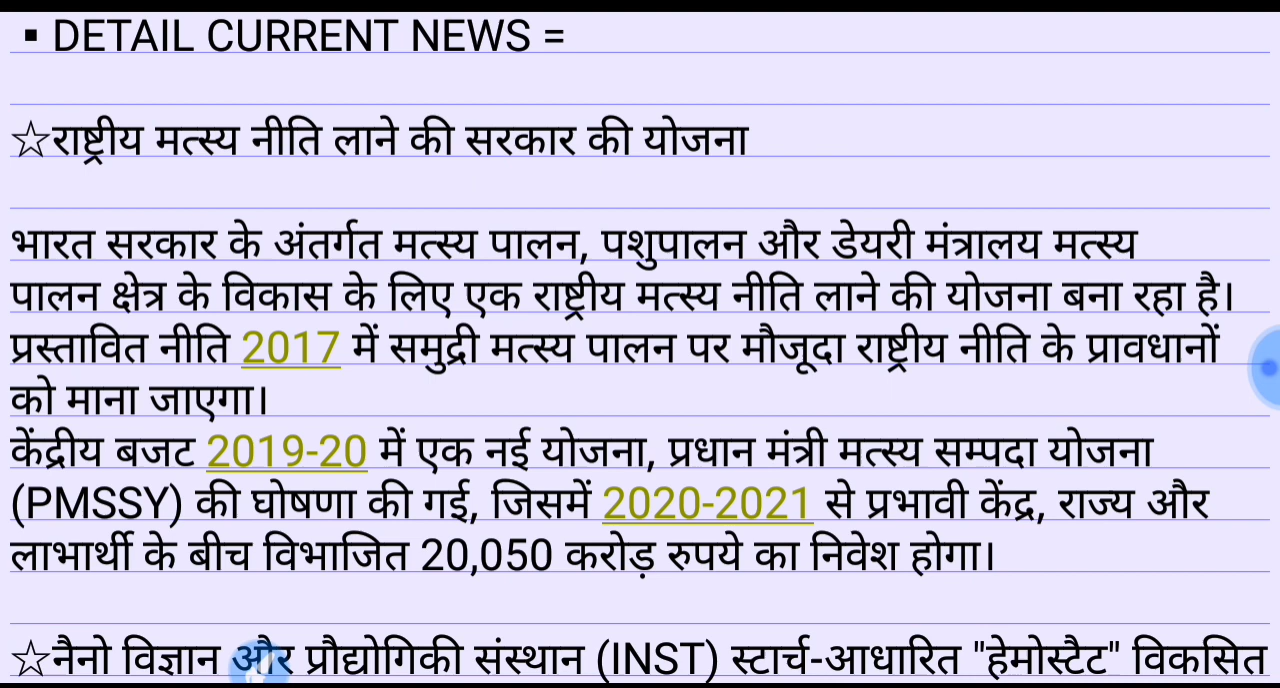 ▪ DETAIL CURRENT NEWS =
☆राष्ट्रीय मत्स्य नीति लाने की सरकार की योजना
भारत सरकार के अंतर्गत मत्स्य पालन, पशुपालन और डेयरी मंत्रालय मत्स्य
पालन क्षेत्र के विकास के लिए एक राष्ट्रीय मत्स्य नीति लाने की योजना बना रहा है।
प्रस्तावित नीति 2017 में समुद्री मत्स्य पालन पर मौजूदा राष्ट्रीय नीति के प्रावधानों
को माना जाएगा।
केंद्रीय बजट 2019-20 में एक नई योजना, प्रधान मंत्री मत्स्य सम्पदा योजना
(PMSSY) की घोषणा की गई, जिसमें 2020-2021 से प्रभावी केंद्र, राज्य और
लाभार्थी के बीच विभाजित 20,050 करोड़ रुपये का निवेश होगा।
☆नैनो विज्ञान और प्रौद्योगिकी संस्थान (INST) स्टार्च-आधारित "हेमोस्टैट" विकसित